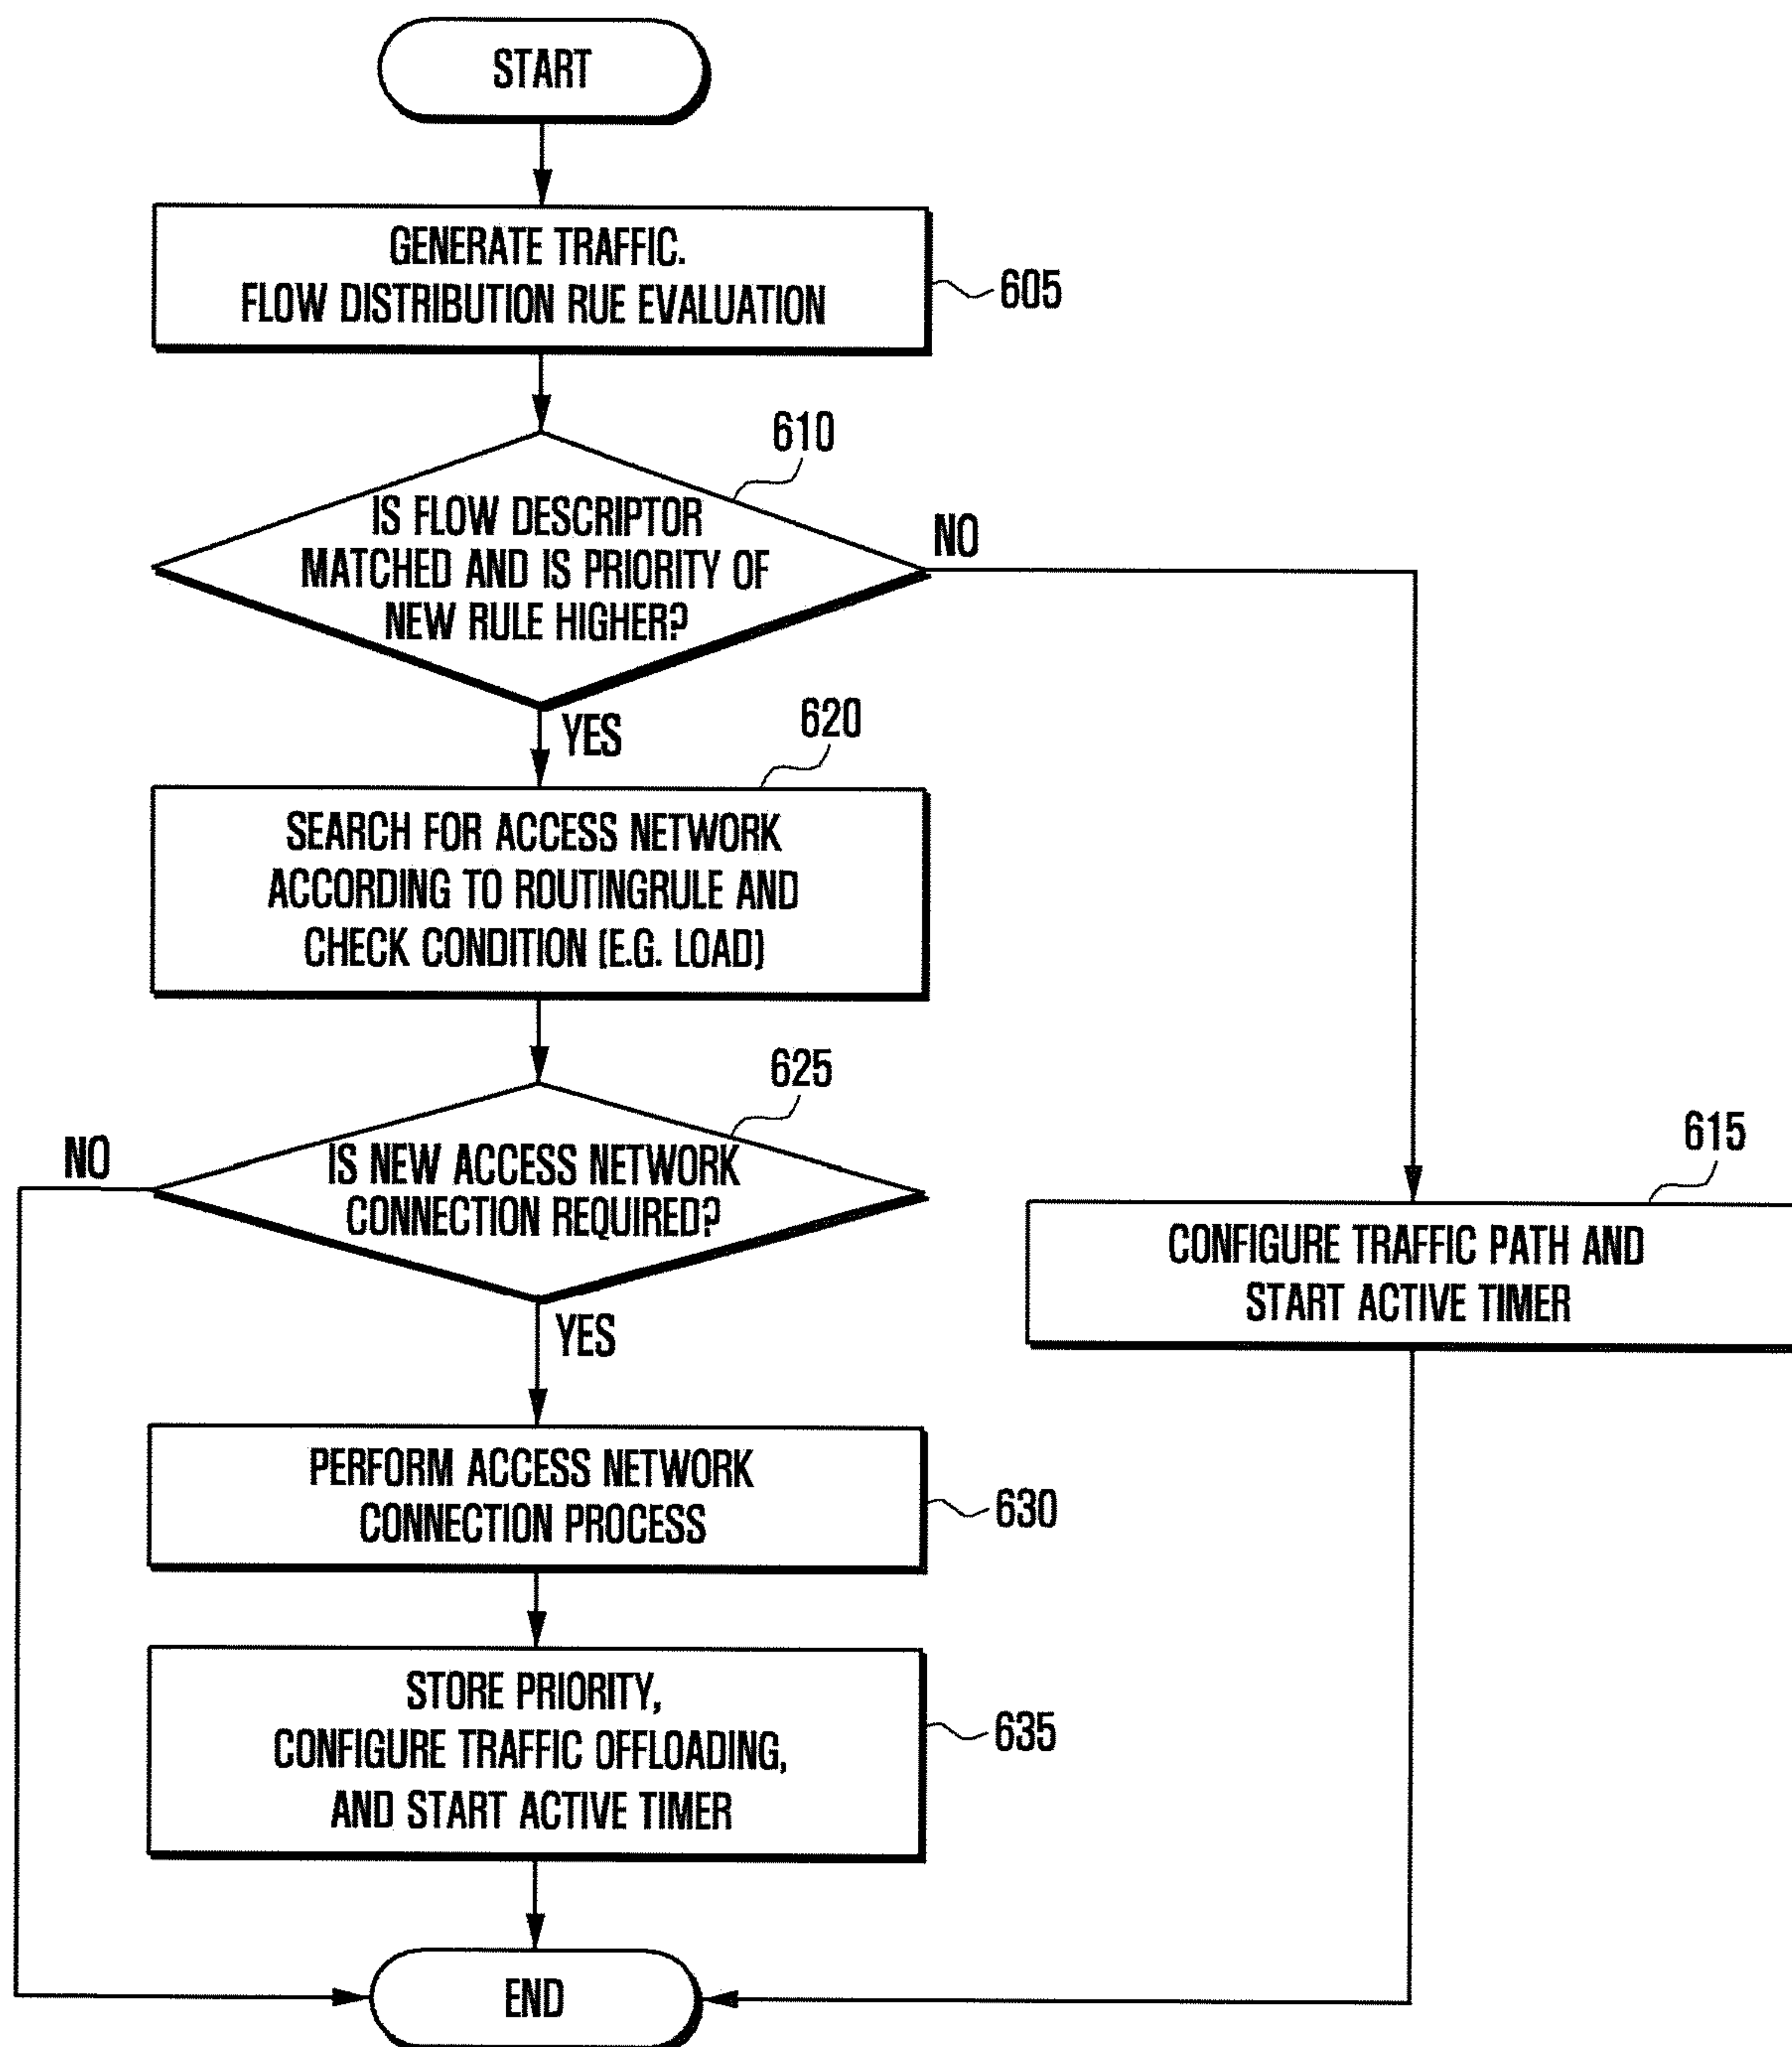 START
GENERATE TRAFFIC.
FLOW DISTRIBUTION RUE EVALUATION
605
610
IS FLOW DESCRIPTOR
MATCHED AND IS PRIORITY OF
NEW RULE HIGHER?
NO
YES
620
SEARCH FOR ACCESS NETWORK
ACCORDING TO ROUTINGRULE AND
CHECK CONDITION (E.G. LOAD)
625
IS NEW ACCESS NETWORK
CONNECTION REQUIRED?
NO
YES
615
CONFIGURE TRAFFIC PATH AND
START ACTIVE TIMER
PERFORM ACCESS NETWORK
CONNECTION PROCESS
630
STORE PRIORITY,
CONFIGURE TRAFFIC OFFLOADING,
AND START ACTIVE TIMER
635
END